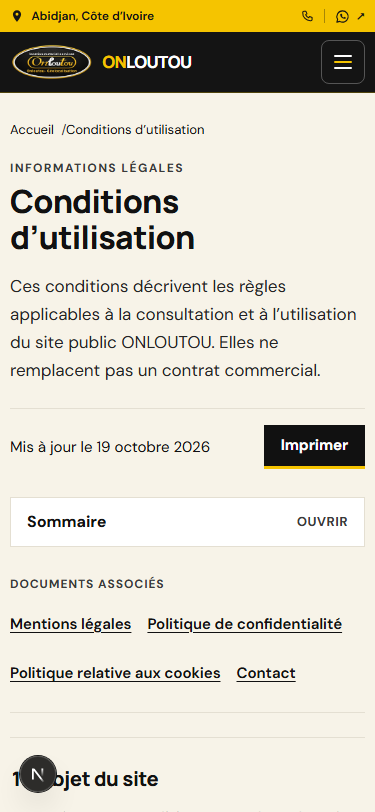 Abidjan, Côte d’Ivoire
Onloutou
ONLOUTOU
Accueil /Conditions d’utilisation
INFORMATIONS LÉGALES
Conditions
d’utilisation
Ces conditions décrivent les règles
applicables à la consultation et à l’utilisation
du site public ONLOUTOU. Elles ne
remplacent pas un contrat commercial.
Mis à jour le 19 octobre 2026
Imprimer
Sommaire
OUVRIR
DOCUMENTS ASSOCIÉS
Mentions légales Politique de confidentialité
Politique relative aux cookies Contact
N
objet du site